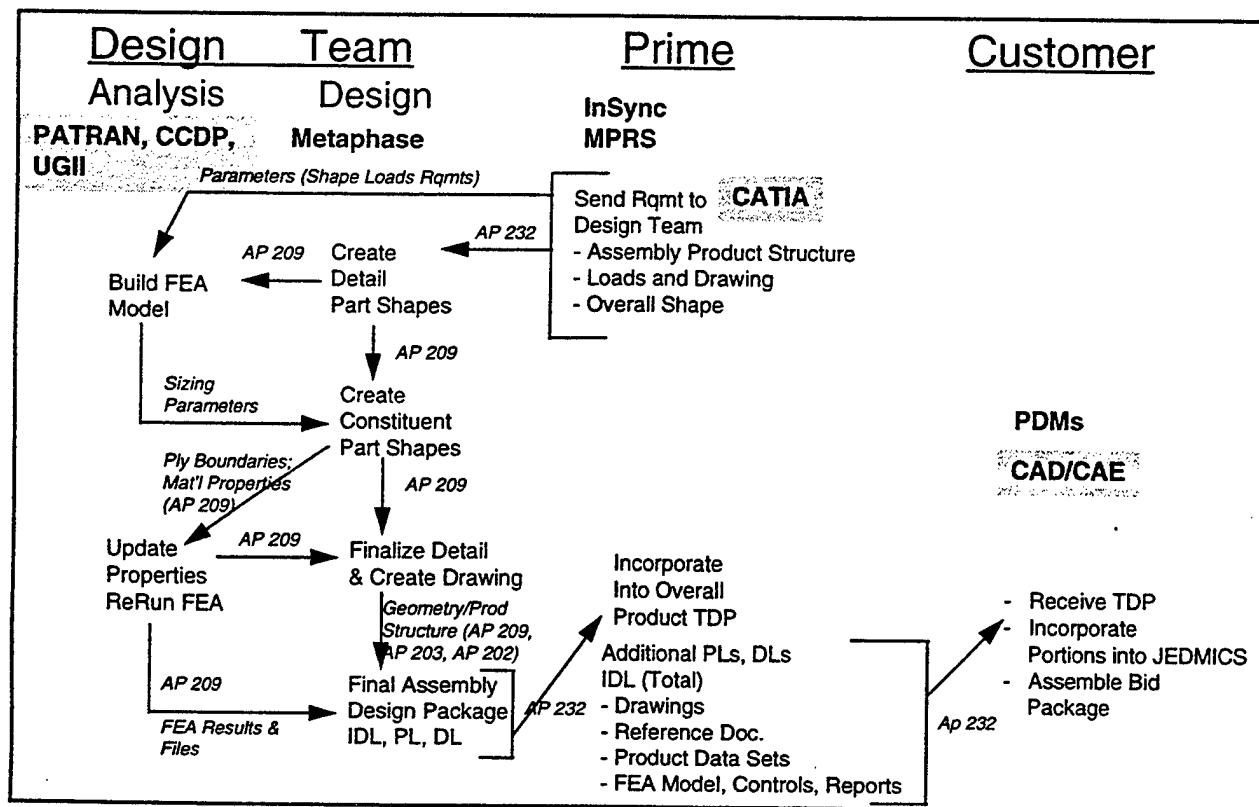 Design Team Prime Customer
Analysis Design
InSync
MPRS
PATRAN, CCDP,
UGII
Metaphase
Parameters (Shape Loads Rqmts)
Send Rqmt to
Design Team
- Assembly Product Structure
- Loads and Drawing
- Overall Shape
CATIA
AP 232
AP 209
Create
Detail
Part Shapes
Build FEA
Model
AP 209
Sizing
Parameters
Create
Constituent
Part Shapes
PDMs
CAD/CAE
Ply Boundaries;
Mat'l Properties
(AP 209)
AP 209
Update
Properties
ReRun FEA
AP 209
Finalize Detail
& Create Drawing
Geometry/Prod
Structure (AP 209,
AP 203, AP 202)
AP 209
FEA Results &
Files
Final Assembly
Design Package
IDL, PL, DL
AP 232
Incorporate
Into Overall
Product TDP
Additional PLs, DLs
IDL (Total)
- Drawings
- Reference Doc.
- Product Data Sets
- FEA Model, Controls, Reports
Ap 232
- Receive TDP
- Incorporate
Portions into JEDMICS
- Assemble Bid
Package